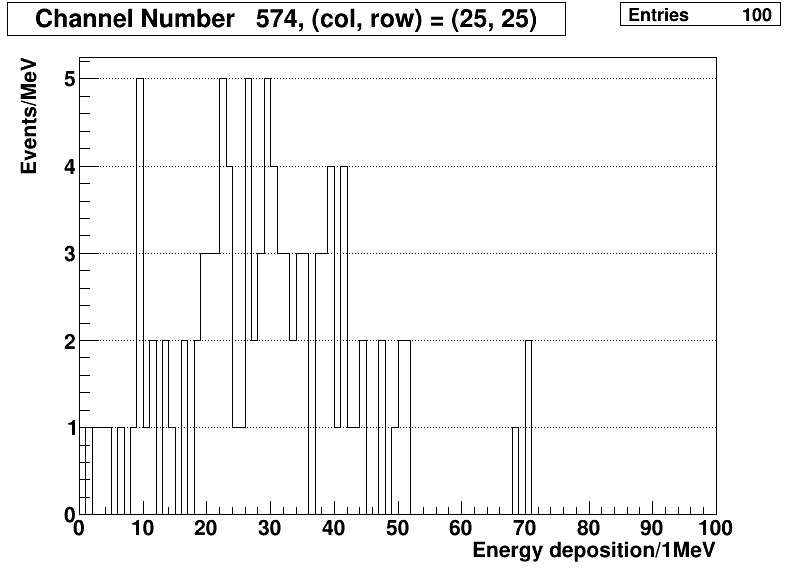 Channel Number 574, (col, row) = (25, 25)
Entries 100
Events/MeV
5
4
3
2
1
0
0 10 20 30 40 50 60 70 80 90 100
Energy deposition/1MeV